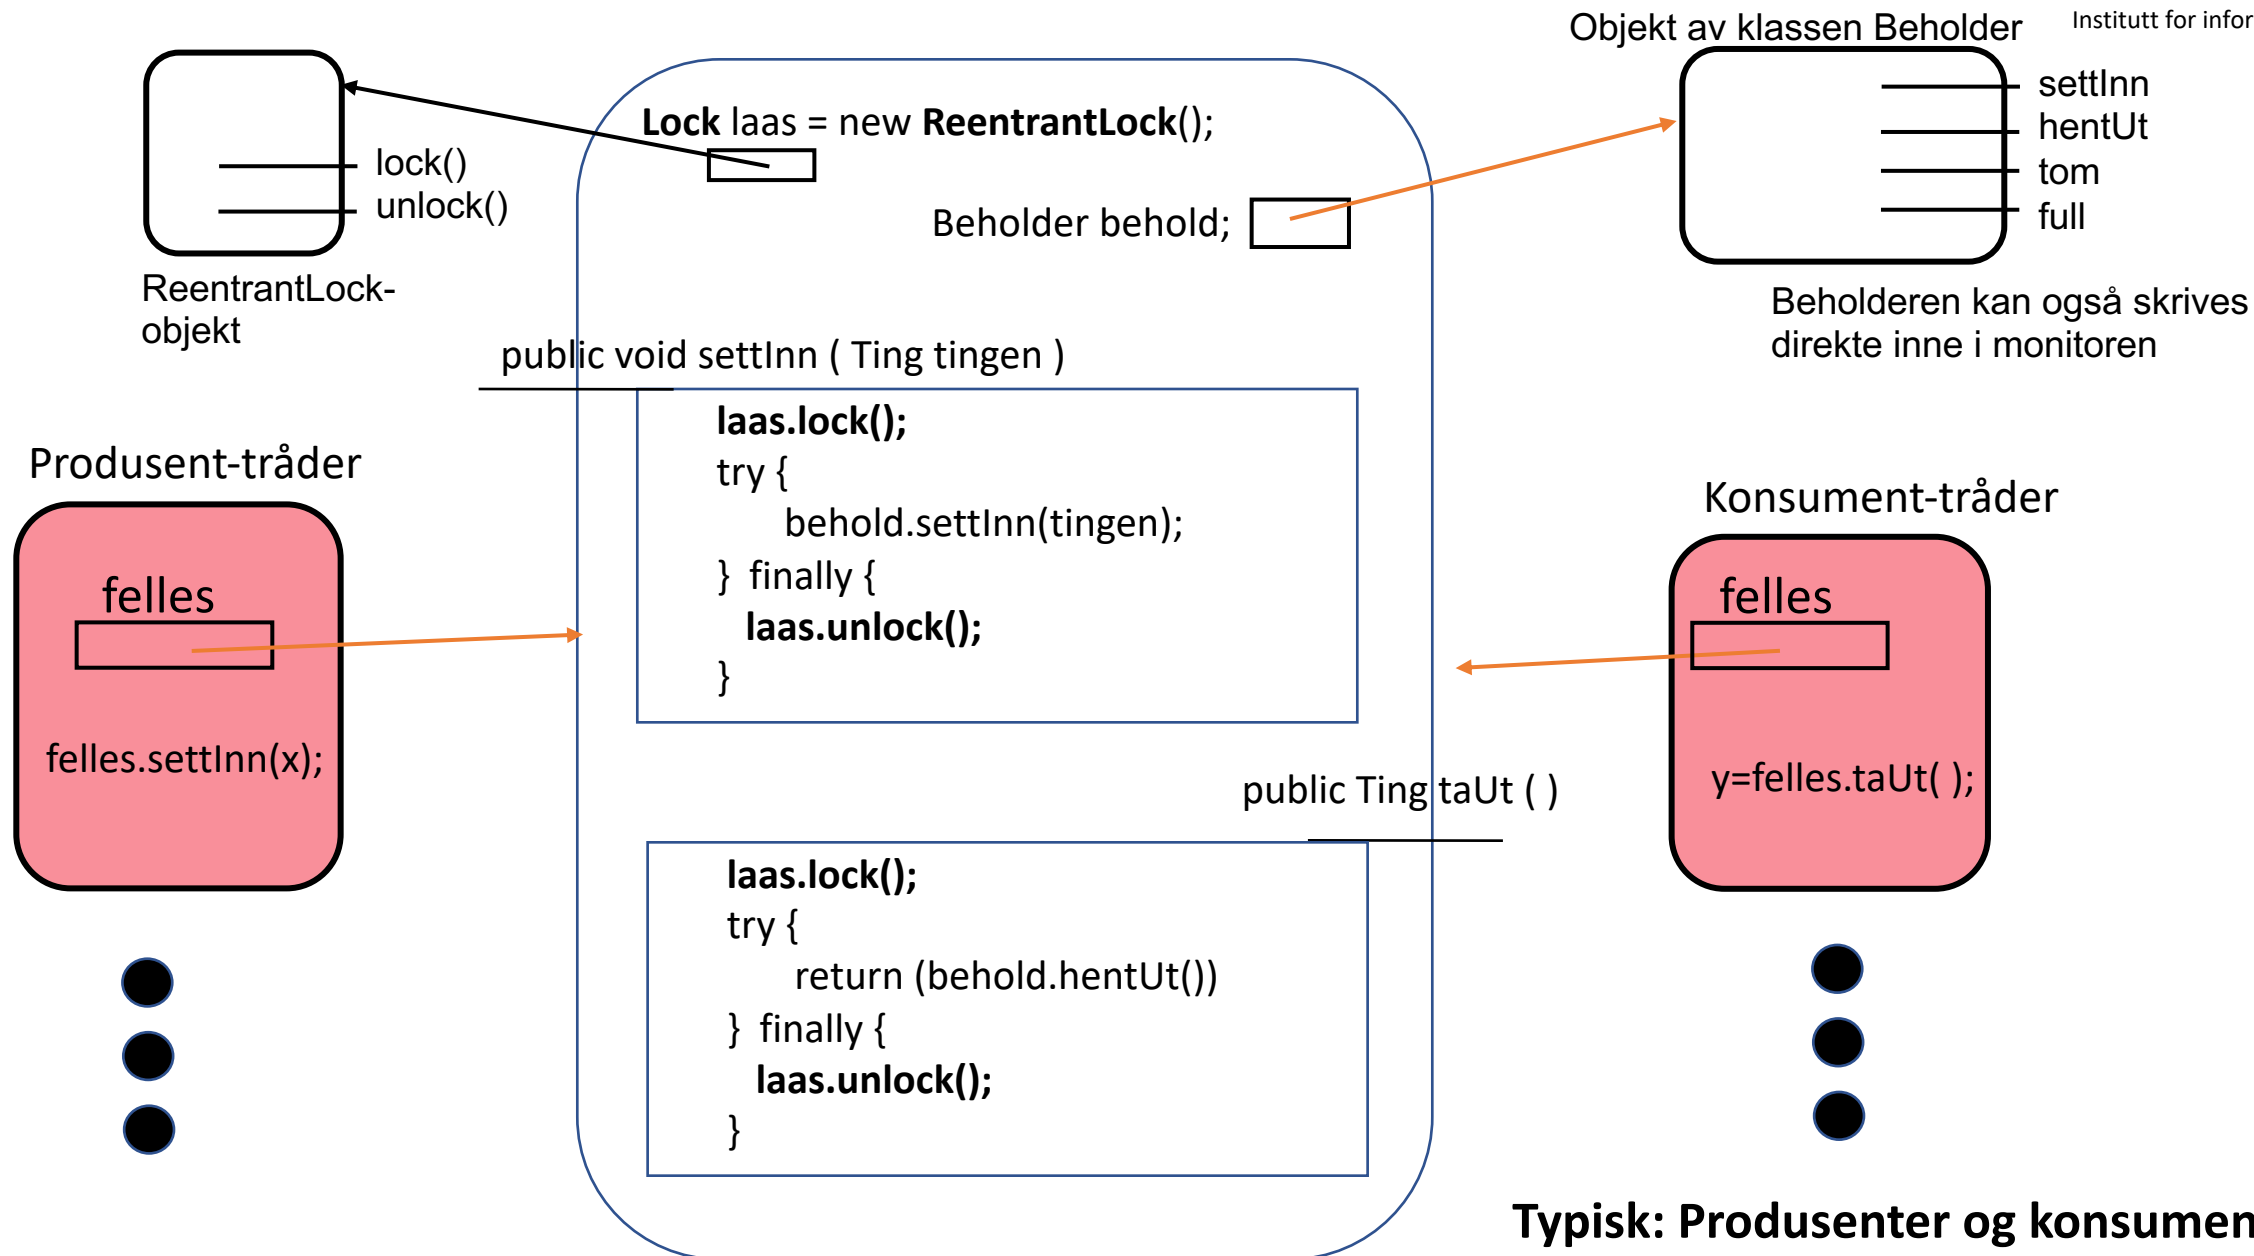 Objekt av klassen Beholder
Institutt for infor
settInn
hentUt
tom
full
Beholderen kan også skrives
direkte inne i monitoren
lock()
unlock()
ReentrantLock-
objekt
Lock laas = new ReentrantLock();
Beholder behold;
public void settInn ( Ting tingen )
laas.lock();
try {
behold.settInn(tingen);
} finally {
laas.unlock();
}
Produsent-tråder
felles
felles.settInn(x);
Konsument-tråder
felles
y=felles.taUt( );
public Ting taUt ( )
laas.lock();
try {
return (behold.hentUt())
} finally {
laas.unlock();
}
Typisk: Produsenter og konsumen